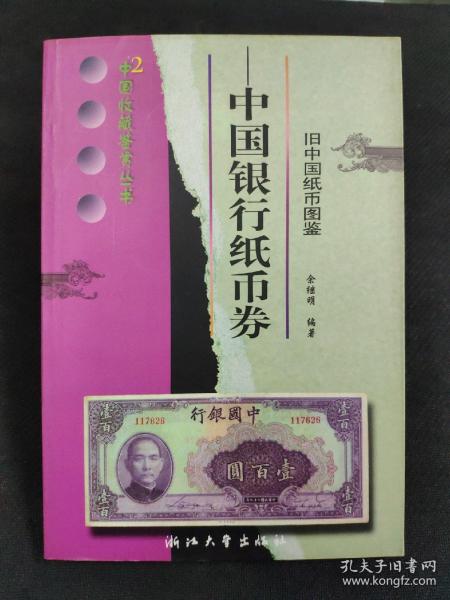 2
中国收藏鉴赏丛书
旧中国纸币图鉴
—中国银行纸币券
余继明 编著
行銀國中
117626
117626
壹百
壹百
圓百壹
壹百
壹百
浙江大学出版社
孔夫子旧书网
www.kongfz.com